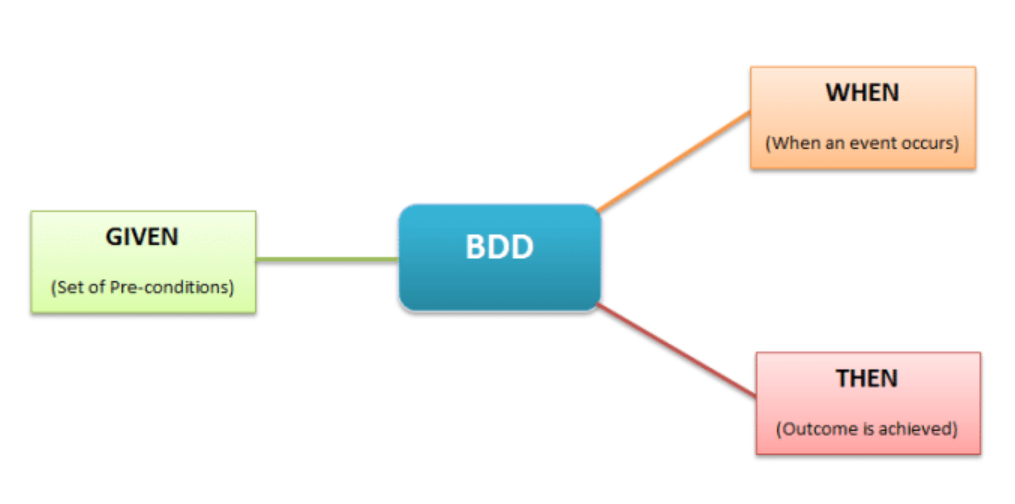 WHEN
(When an event occurs)
GIVEN
(Set of Pre-conditions)
BDD
THEN
(Outcome is achieved)